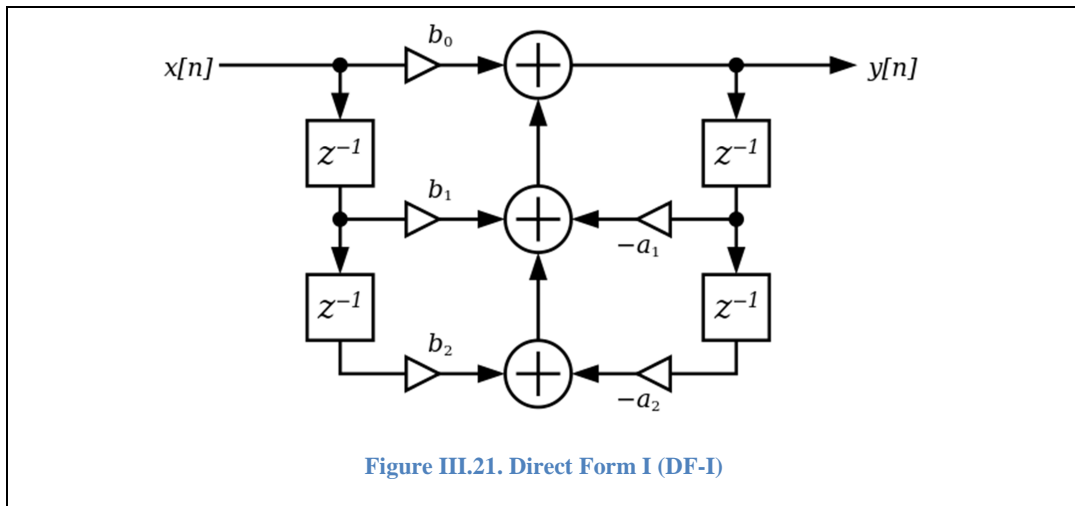 b₀
x[n]
y[n]
z⁻¹
z⁻¹
b₁
−a₁
z⁻¹
z⁻¹
b₂
−a₂
Figure III.21. Direct Form I (DF-I)